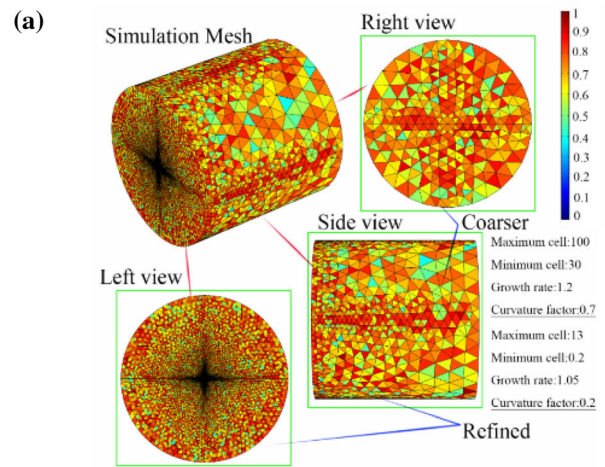 (a)
Simulation Mesh
Right view
1
0.9
0.8
0.7
0.6
0.5
0.4
0.3
0.2
0.1
0
Side view
Coarser
Maximum cell:100
Minimum cell:30
Growth rate:1.2
Curvature factor:0.7
Left view
Maximum cell:13
Minimum cell:0.2
Growth rate:1.05
Curvature factor:0.2
Refined